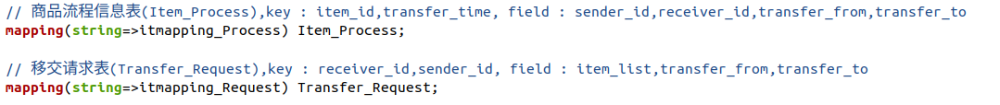 // 商品流程信息表(Item_Process),key : item_id,transfer_time, field : sender_id,receiver_id,transfer_from,transfer_to
mapping(string=>itmapping_Process) Item_Process;
// 移交请求表(Transfer_Request),key : receiver_id,sender_id, field : item_list,transfer_from,transfer_to
mapping(string=>itmapping_Request) Transfer_Request;